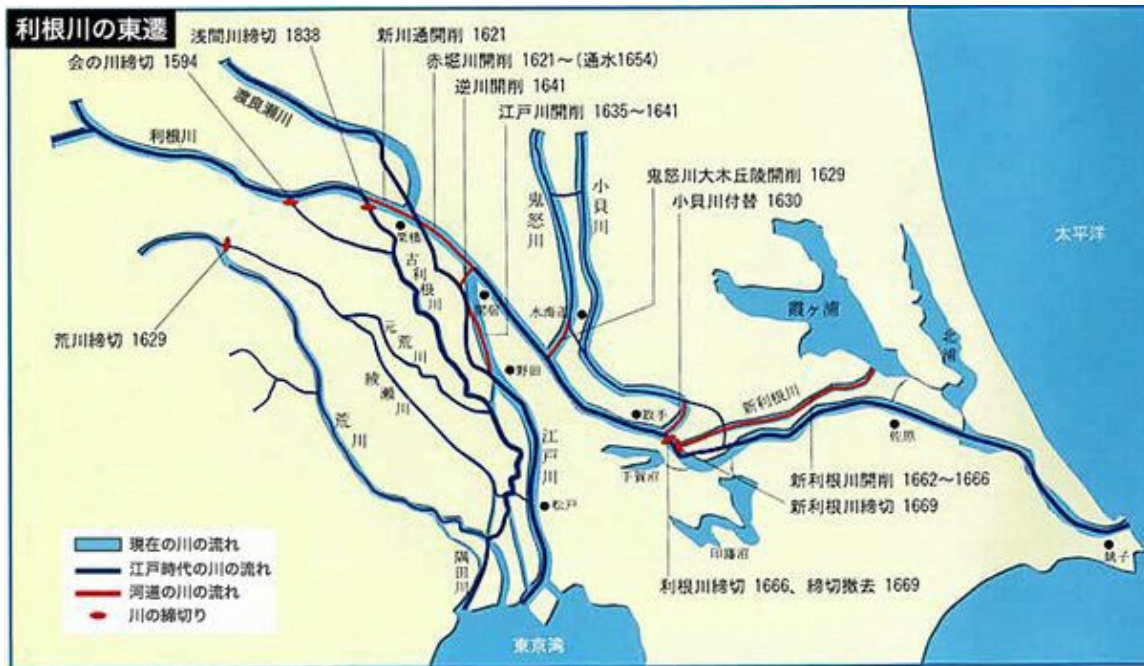 利根川の東遷
浅間川締切 1838
新川通開削 1621
会の川締切 1594
赤堀川開削 1621～(通水1654)
逆川開削 1641
江戸川開削 1635～1641
渡良瀬川
利根川
鬼怒川大木丘陵開削 1629
小貝川付替 1630
鬼怒川
小貝川
太平洋
栗橋
古利根川
関宿
水海道
霞ヶ浦
北浦
荒川締切 1629
元荒川
野田
綾瀬川
取手
新利根川
佐原
荒川
江戸川
手賀沼
新利根川開削 1662～1666
新利根川締切 1669
松戸
印旛沼
隅田川
銚子
利根川締切 1666、締切撤去 1669
東京湾
現在の川の流れ
江戸時代の川の流れ
河道の川の流れ
川の締切り